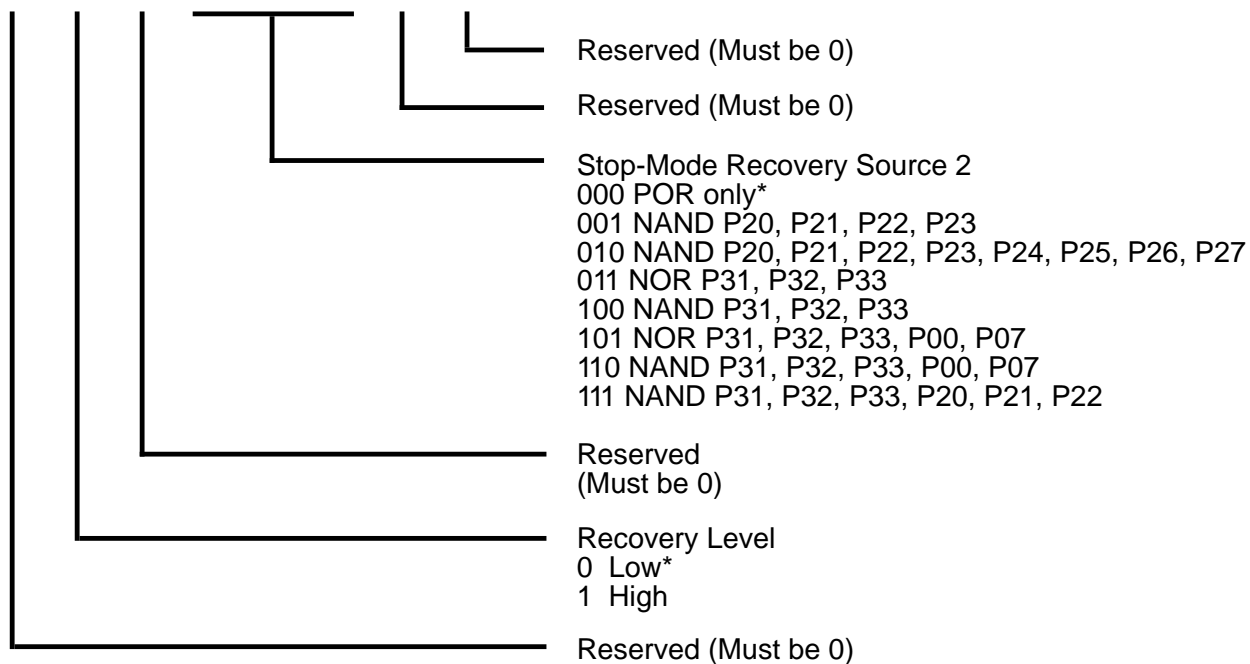 Reserved (Must be 0)
Reserved (Must be 0)
Stop-Mode Recovery Source 2
000 POR only*
001 NAND P20, P21, P22, P23
010 NAND P20, P21, P22, P23, P24, P25, P26, P27
011 NOR P31, P32, P33
100 NAND P31, P32, P33
101 NOR P31, P32, P33, P00, P07
110 NAND P31, P32, P33, P00, P07
111 NAND P31, P32, P33, P20, P21, P22
Reserved
(Must be 0)
Recovery Level
0 Low*
1 High
Reserved (Must be 0)